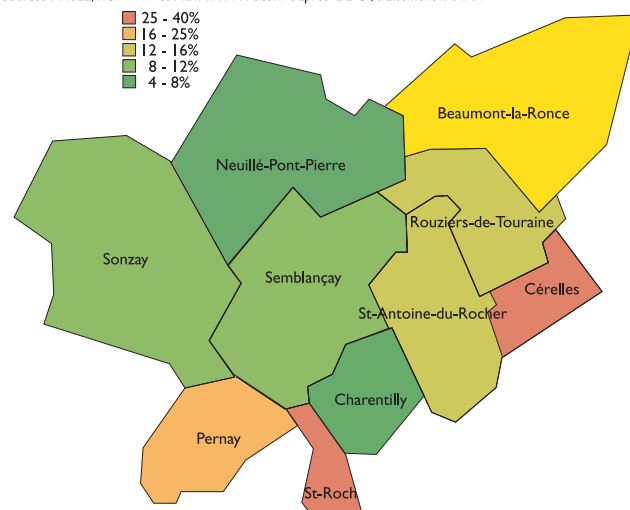 25 - 40%
16 - 25%
12 - 16%
8 - 12%
4 - 8%
Beaumont-la-Ronce
Neuillé-Pont-Pierre
Rouziers-de-Touraine
Sonzay
Semblançay
Cérelles
St-Antoine-du-Rocher
Charentilly
Pernay
St-Roch